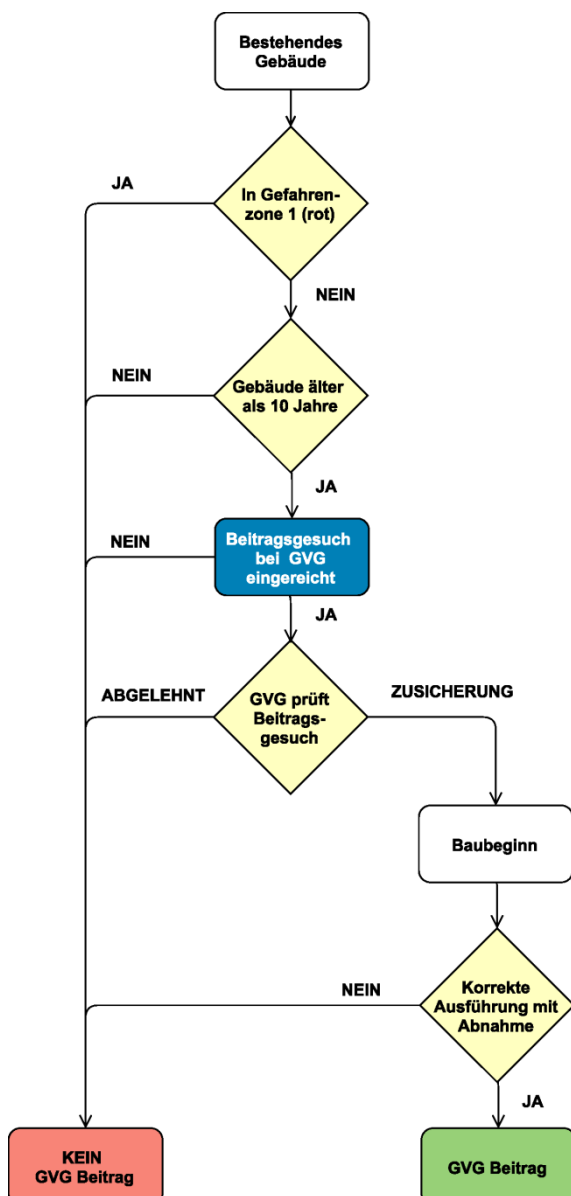 Bestehendes
Gebäude
JA
In Gefahren-
zone 1 (rot)
NEIN
NEIN
Gebäude älter
als 10 Jahre
JA
NEIN
Beitragsgesuch
bei GVG
eingereicht
JA
ABGELEHNT
GVG prüft
Beitrags-
gesuch
ZUSICHERUNG
Baubeginn
NEIN
Korrekte
Ausführung mit
Abnahme
JA
KEIN
GVG Beitrag
GVG Beitrag